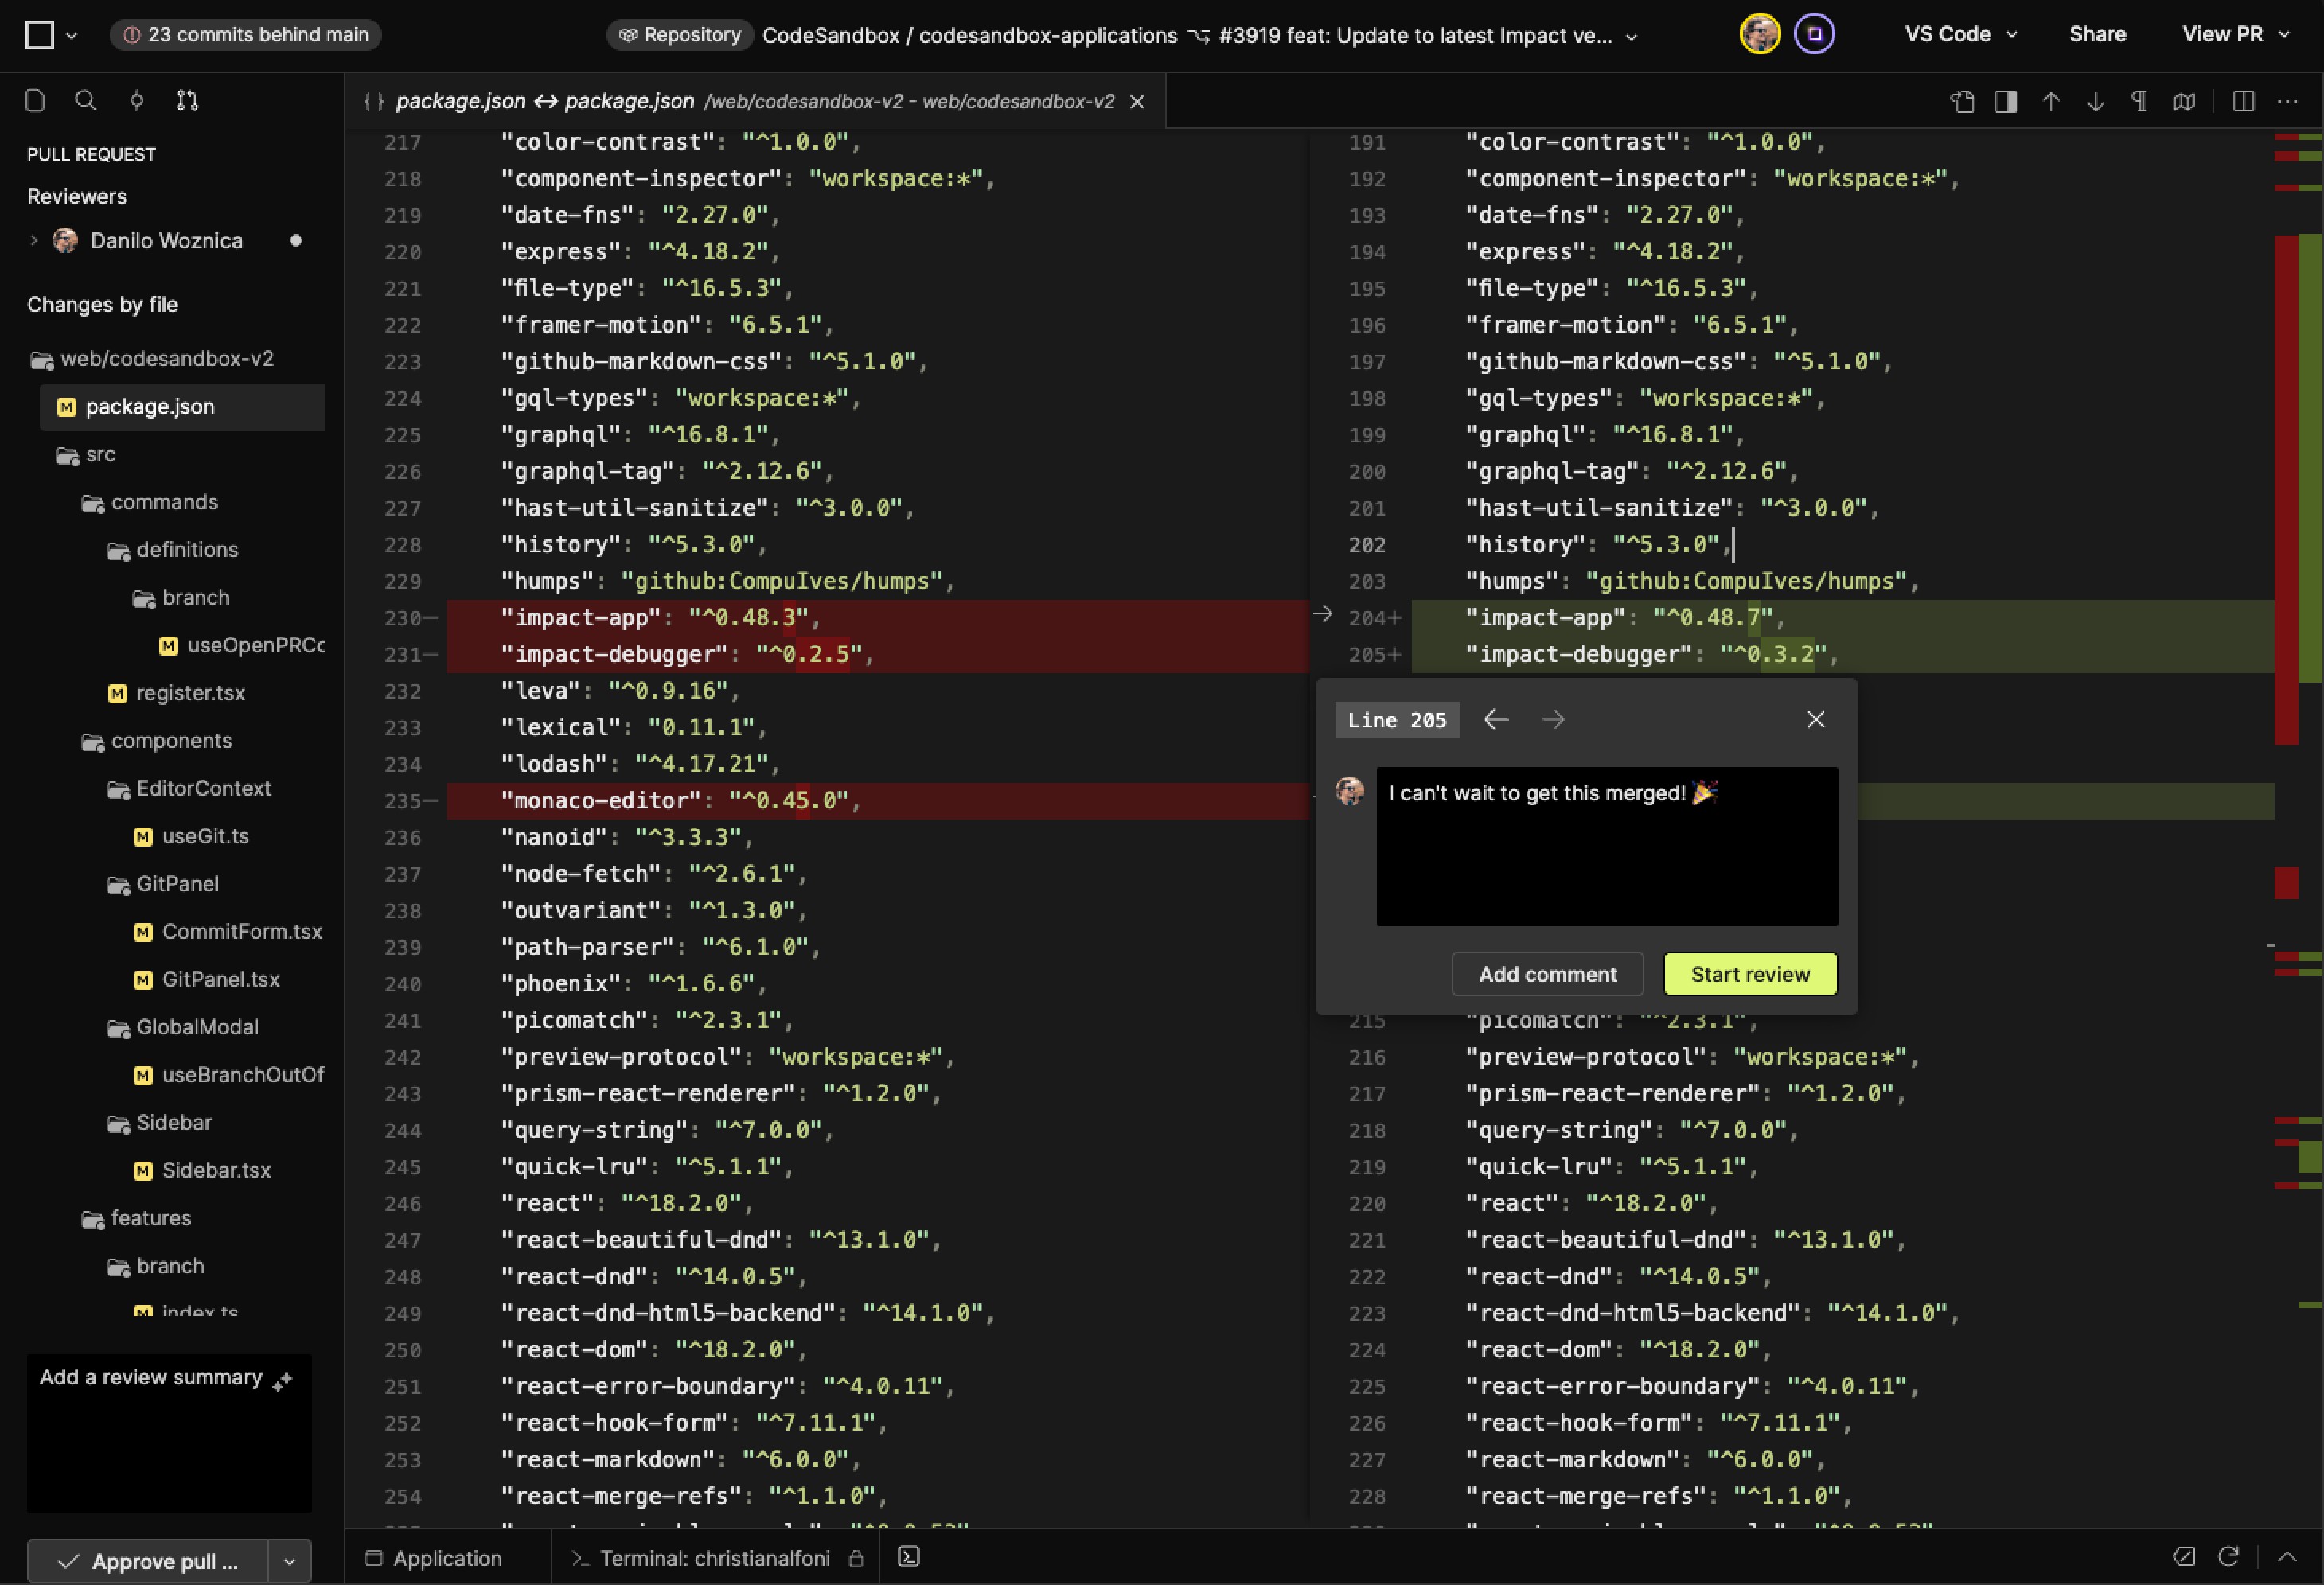 23 commits behind main
Repository CodeSandbox / codesandbox-applications #3919 feat: Update to latest Impact ve...
VS Code
Share
View PR
PULL REQUEST
Reviewers
Danilo Woznica
Changes by file
web/codesandbox-v2
M package.json
src
commands
definitions
branch
M useOpenPRCo
M register.tsx
components
EditorContext
M useGit.ts
GitPanel
M CommitForm.tsx
M GitPanel.tsx
GlobalModal
M useBranchOutOf
Sidebar
M Sidebar.tsx
features
branch
M index.ts
Add a review summary
Approve pull ...
{ } package.json ↔ package.json /web/codesandbox-v2 - web/codesandbox-v2
217 "color-contrast": "^1.0.0",
218 "component-inspector": "workspace:*",
219 "date-fns": "2.27.0",
220 "express": "^4.18.2",
221 "file-type": "^16.5.3",
222 "framer-motion": "6.5.1",
223 "github-markdown-css": "^5.1.0",
224 "gql-types": "workspace:*",
225 "graphql": "^16.8.1",
226 "graphql-tag": "^2.12.6",
227 "hast-util-sanitize": "^3.0.0",
228 "history": "^5.3.0",
229 "humps": "github:CompuIves/humps",
230− "impact-app": "^0.48.3",
231− "impact-debugger": "^0.2.5",
232 "leva": "^0.9.16",
233 "lexical": "0.11.1",
234 "lodash": "^4.17.21",
235− "monaco-editor": "^0.45.0",
236 "nanoid": "^3.3.3",
237 "node-fetch": "^2.6.1",
238 "outvariant": "^1.3.0",
239 "path-parser": "^6.1.0",
240 "phoenix": "^1.6.6",
241 "picomatch": "^2.3.1",
242 "preview-protocol": "workspace:*",
243 "prism-react-renderer": "^1.2.0",
244 "query-string": "^7.0.0",
245 "quick-lru": "^5.1.1",
246 "react": "^18.2.0",
247 "react-beautiful-dnd": "^13.1.0",
248 "react-dnd": "^14.0.5",
249 "react-dnd-html5-backend": "^14.1.0",
250 "react-dom": "^18.2.0",
251 "react-error-boundary": "^4.0.11",
252 "react-hook-form": "^7.11.1",
253 "react-markdown": "^6.0.0",
254 "react-merge-refs": "^1.1.0",
191 "color-contrast": "^1.0.0",
192 "component-inspector": "workspace:*",
193 "date-fns": "2.27.0",
194 "express": "^4.18.2",
195 "file-type": "^16.5.3",
196 "framer-motion": "6.5.1",
197 "github-markdown-css": "^5.1.0",
198 "gql-types": "workspace:*",
199 "graphql": "^16.8.1",
200 "graphql-tag": "^2.12.6",
201 "hast-util-sanitize": "^3.0.0",
202 "history": "^5.3.0",
203 "humps": "github:CompuIves/humps",
204+ "impact-app": "^0.48.7",
205+ "impact-debugger": "^0.3.2",
Line 205
I can't wait to get this merged! 🎉
Add comment
Start review
215 "picomatch": "^2.3.1",
216 "preview-protocol": "workspace:*",
217 "prism-react-renderer": "^1.2.0",
218 "query-string": "^7.0.0",
219 "quick-lru": "^5.1.1",
220 "react": "^18.2.0",
221 "react-beautiful-dnd": "^13.1.0",
222 "react-dnd": "^14.0.5",
223 "react-dnd-html5-backend": "^14.1.0",
224 "react-dom": "^18.2.0",
225 "react-error-boundary": "^4.0.11",
226 "react-hook-form": "^7.11.1",
227 "react-markdown": "^6.0.0",
228 "react-merge-refs": "^1.1.0",
Application
Terminal: christianalfoni